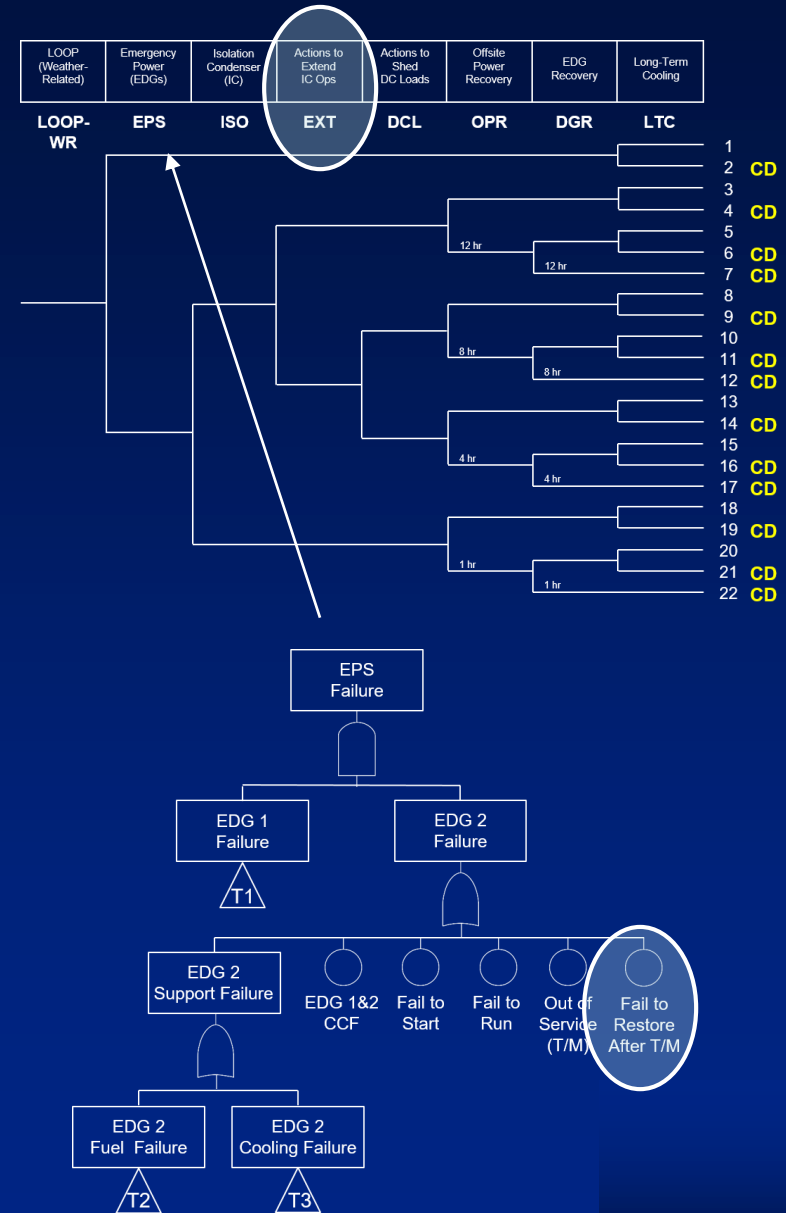 LOOP
(Weather-
Related)
Emergency
Power
(EDGs)
Isolation
Condenser
(IC)
Actions to
Extend
IC Ops
Actions to
Shed
DC Loads
Offsite
Power
Recovery
EDG
Recovery
Long-Term
Cooling
LOOP-
WR
EPS
ISO
EXT
DCL
OPR
DGR
LTC
1
2 CD
3
4 CD
5
12 hr
6 CD
12 hr
7 CD
8
9 CD
10
8 hr
11 CD
8 hr
12 CD
13
14 CD
15
4 hr
16 CD
4 hr
17 CD
18
19 CD
20
1 hr
21 CD
1 hr
22 CD
EPS
Failure
EDG 1
Failure
EDG 2
Failure
T1
EDG 2
Support Failure
EDG 1&2
CCF
Fail to
Start
Fail to
Run
Out of
Service
(T/M)
Fail to
Restore
After T/M
EDG 2
Fuel Failure
EDG 2
Cooling Failure
T2
T3